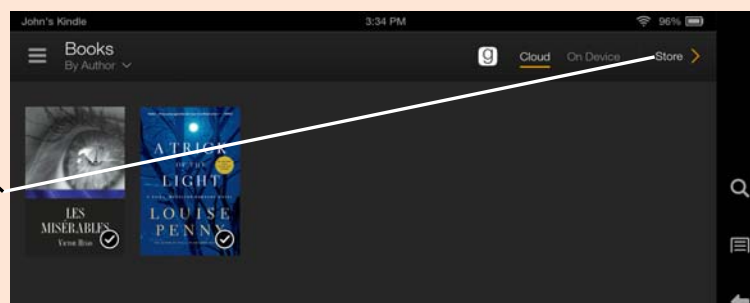 John's Kindle 3:34 PM 96%
Books
By Author
g Cloud On Device Store
A TRICK
OF THE
LIGHT
LOUISE
PENNY
LES
MISÉRABLES
Victor Hugo